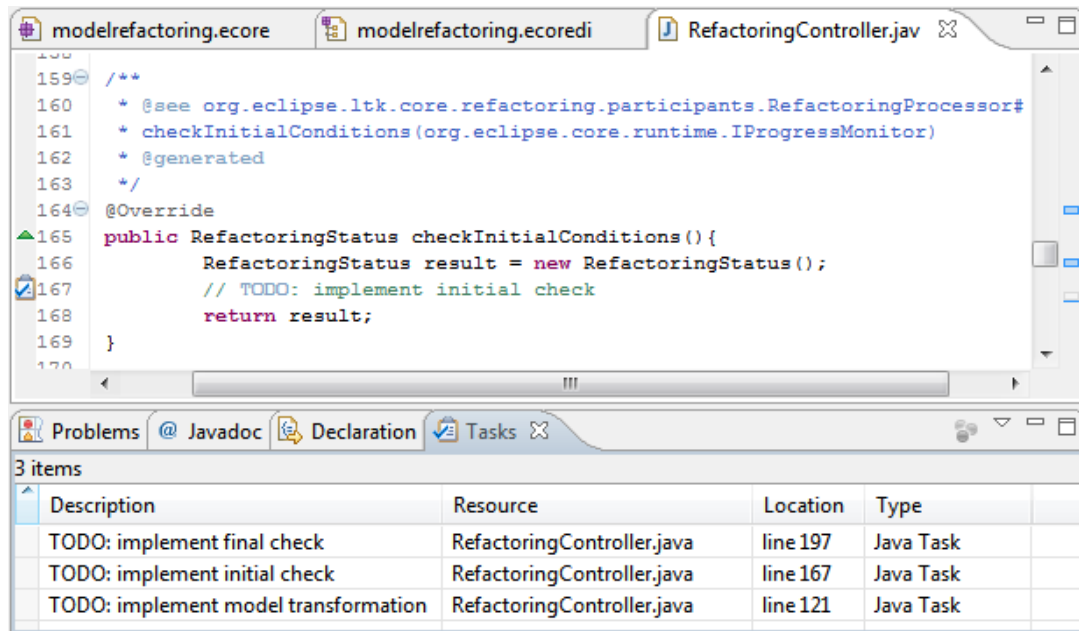 modelrefactoring.ecore modelrefactoring.ecoredi RefactoringController.jav
159 /**
160 * @see org.eclipse.ltk.core.refactoring.participants.RefactoringProcessor#
161 * checkInitialConditions(org.eclipse.core.runtime.IProgressMonitor)
162 * @generated
163 */
164 @Override
165 public RefactoringStatus checkInitialConditions(){
166 RefactoringStatus result = new RefactoringStatus();
167 // TODO: implement initial check
168 return result;
169 }
170
Problems @ Javadoc Declaration Tasks
3 items
Description Resource Location Type
TODO: implement final check RefactoringController.java line 197 Java Task
TODO: implement initial check RefactoringController.java line 167 Java Task
TODO: implement model transformation RefactoringController.java line 121 Java Task